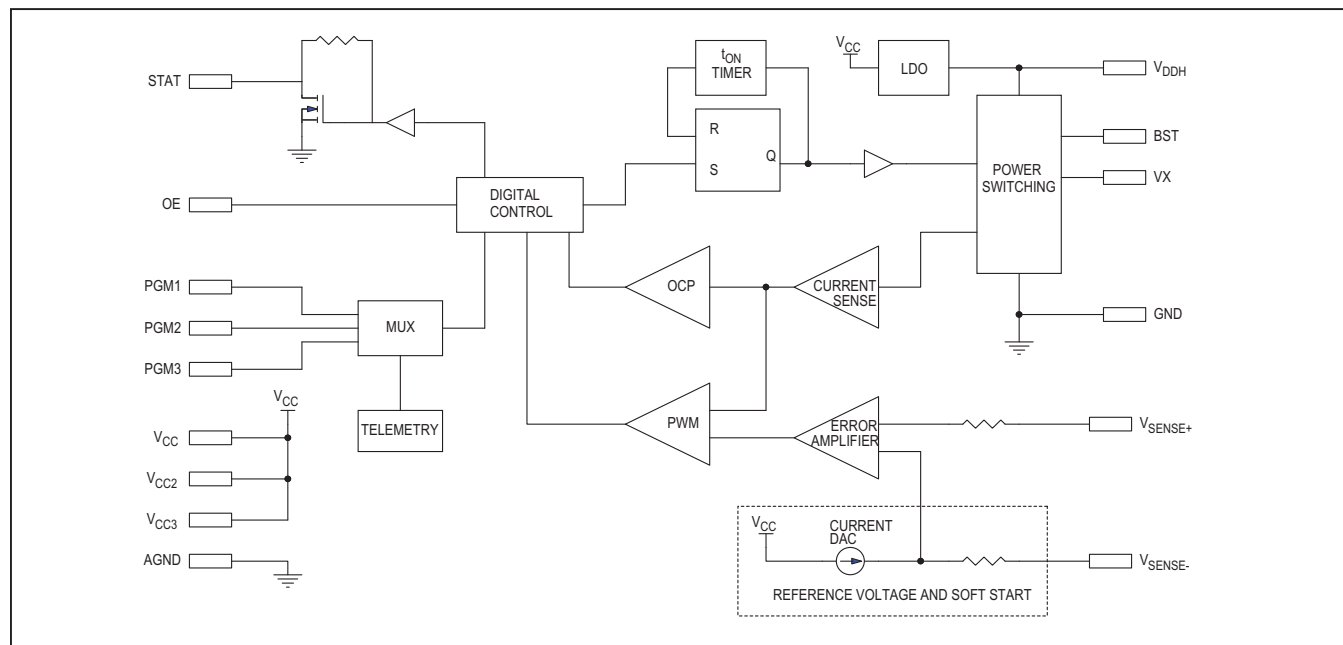 STAT
OE
PGM1
PGM2
PGM3
VCC
VCC
VCC2
VCC3
AGND
DIGITAL
CONTROL
MUX
TELEMETRY
tON
TIMER
R
S
Q
OCP
PWM
CURRENT
SENSE
ERROR
AMPLIFIER
VCC
LDO
POWER
SWITCHING
VDDH
BST
VX
GND
VSENSE+
VSENSE-
VCC
CURRENT
DAC
REFERENCE VOLTAGE AND SOFT START